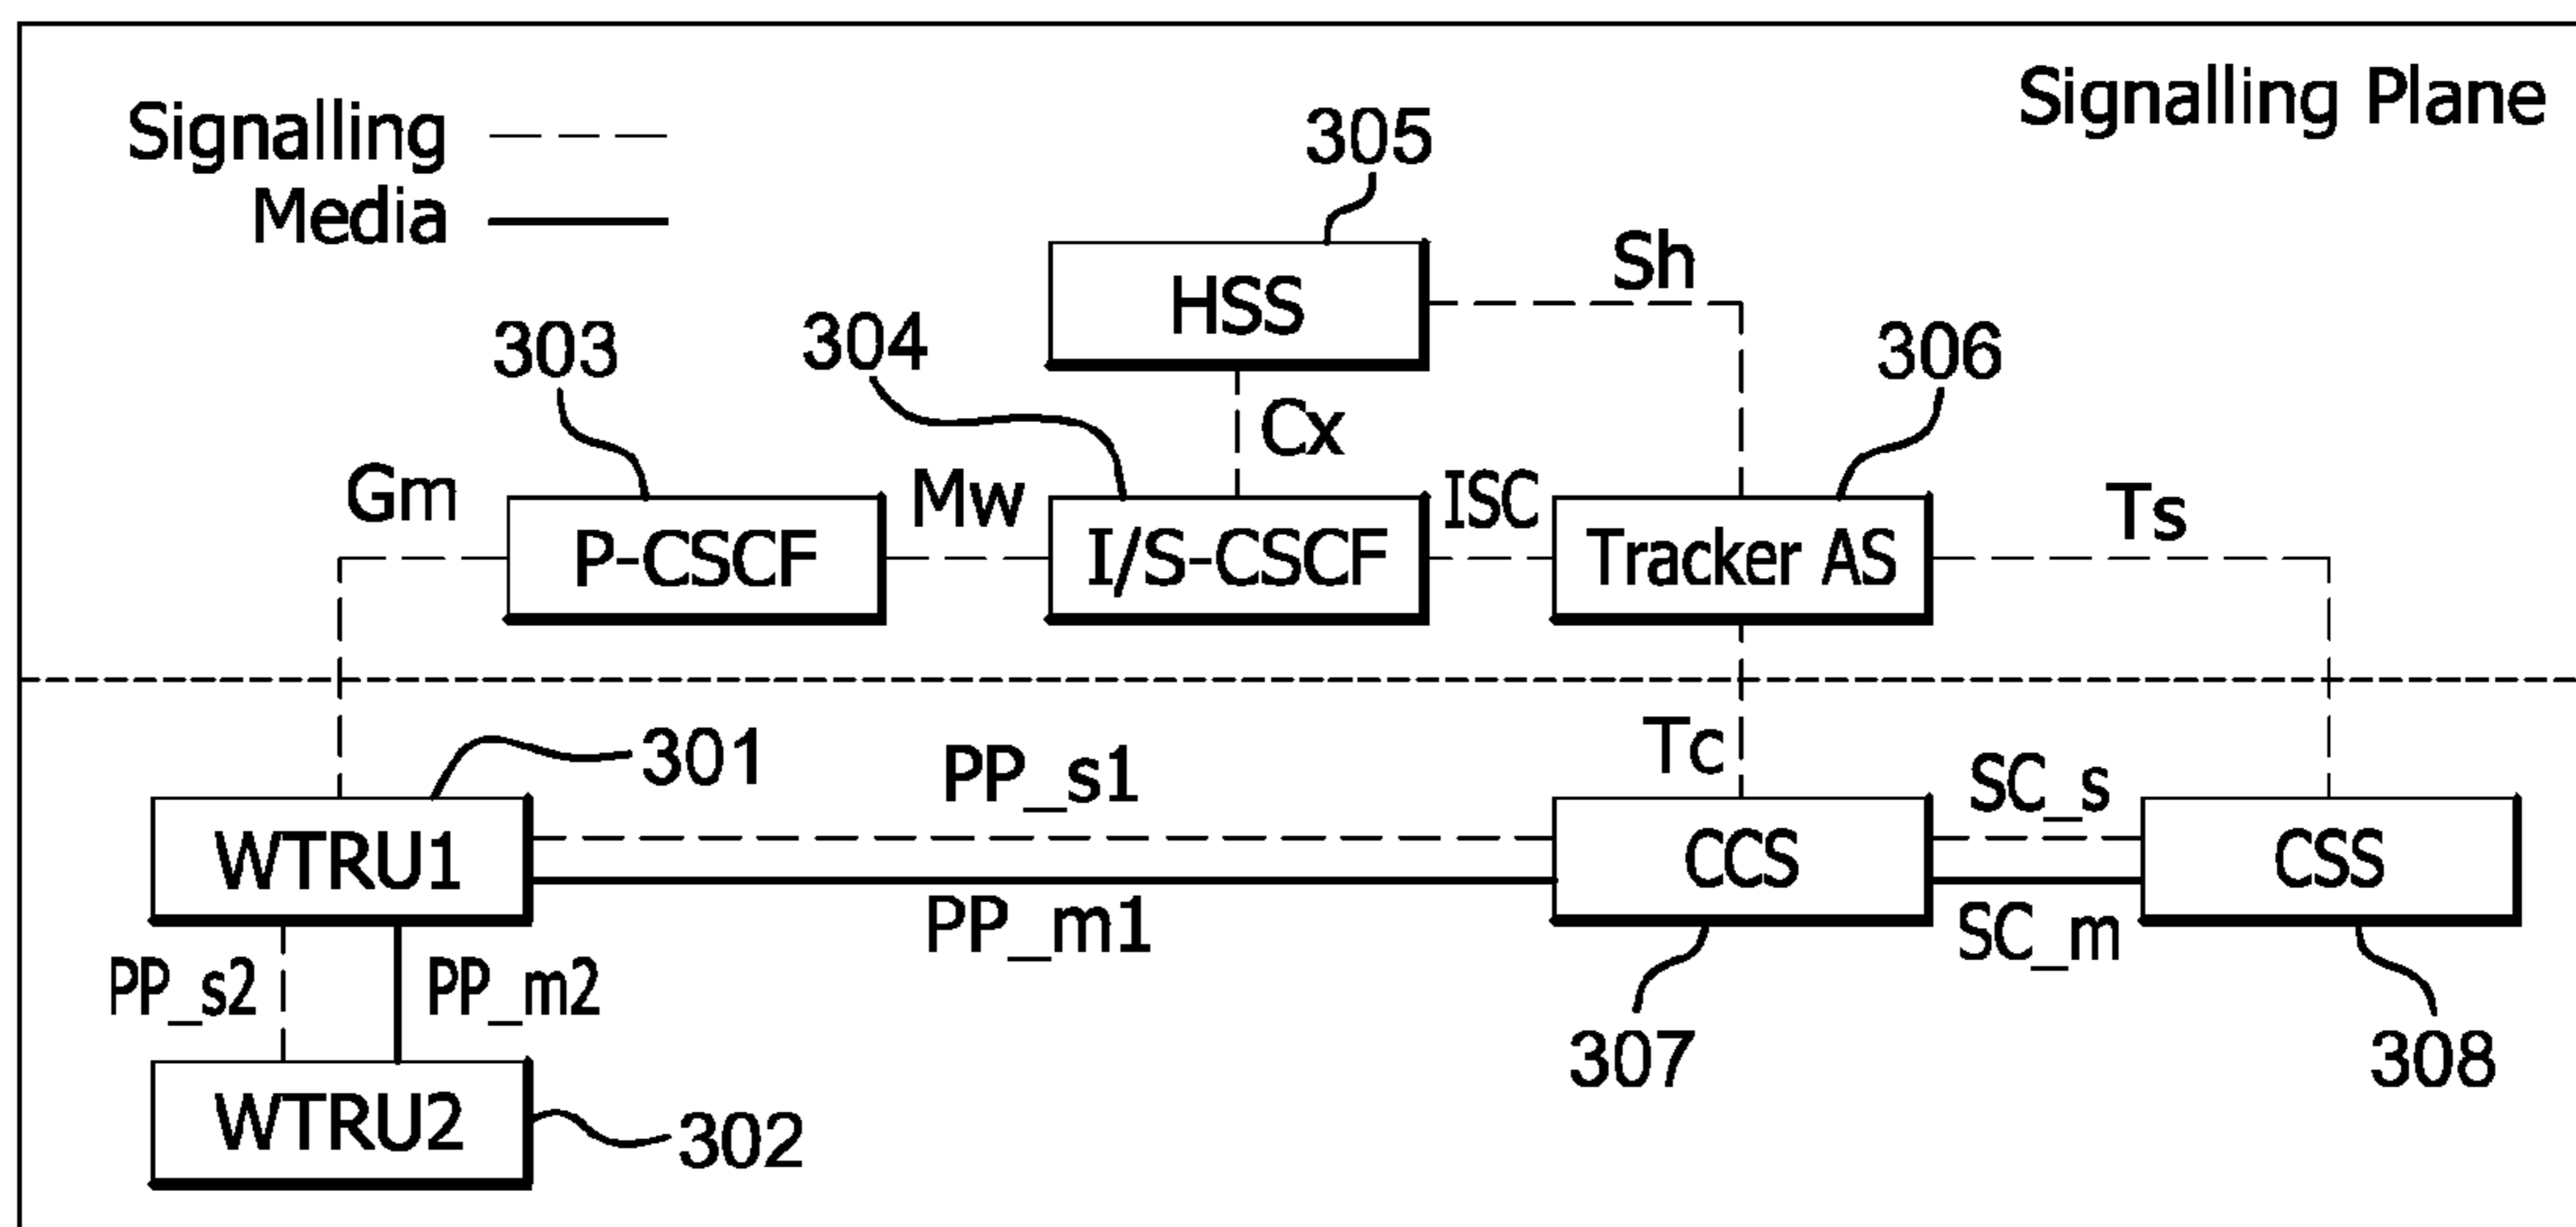 Signalling Plane
Signalling
Media
305
HSS
Sh
303
304
306
Cx
Gm
Mw
ISC
Ts
P-CSCF
I/S-CSCF
Tracker AS
301
PP_s1
Tc
SC_s
WTRU1
CCS
CSS
PP_m1
SC_m
PP_s2
PP_m2
307
308
WTRU2
302